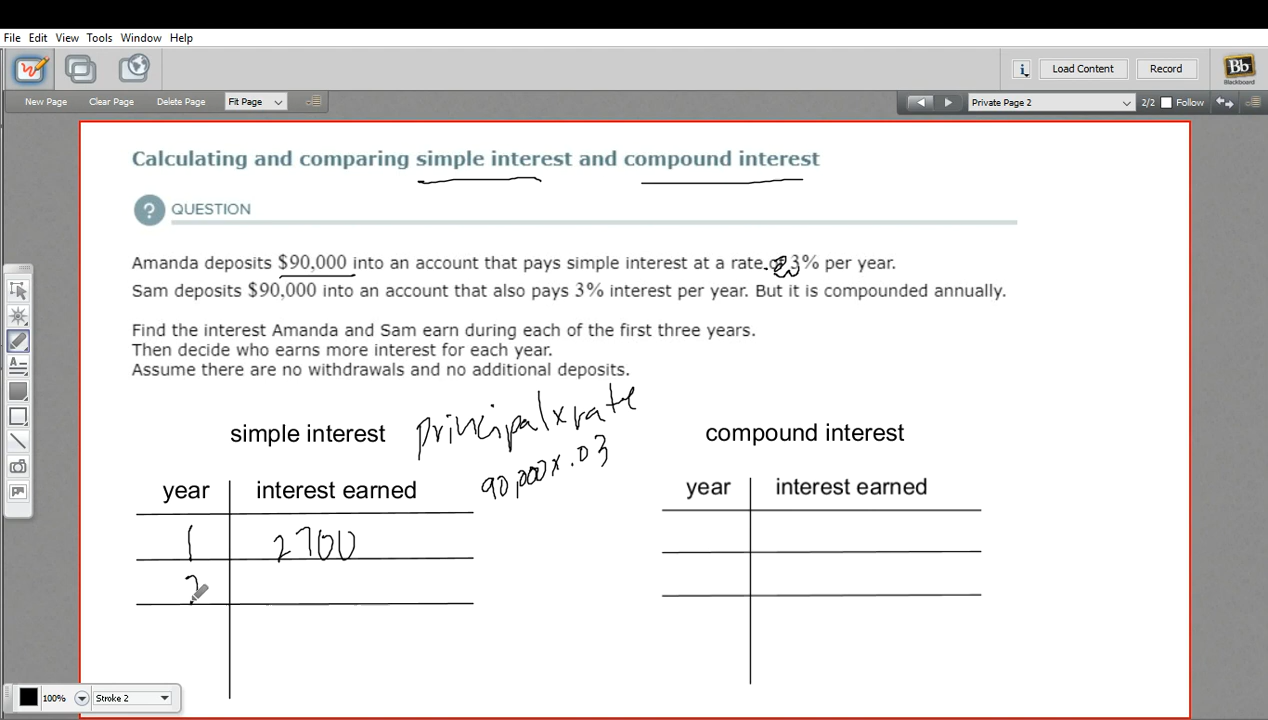 File Edit View Tools Window Help
i Load Content Record Bb
Blackboard
New Page Clear Page Delete Page Fit Page Private Page 2 2/2 Follow
Calculating and comparing simple interest and compound interest
? QUESTION
Amanda deposits $90,000 into an account that pays simple interest at a rate of 3% per year.
Sam deposits $90,000 into an account that also pays 3% interest per year. But it is compounded annually.
Find the interest Amanda and Sam earn during each of the first three years.
Then decide who earns more interest for each year.
Assume there are no withdrawals and no additional deposits.
simple interest
principal x rate
90,000 x .03
compound interest
year interest earned
1 2700
2
year interest earned
100% Stroke 2